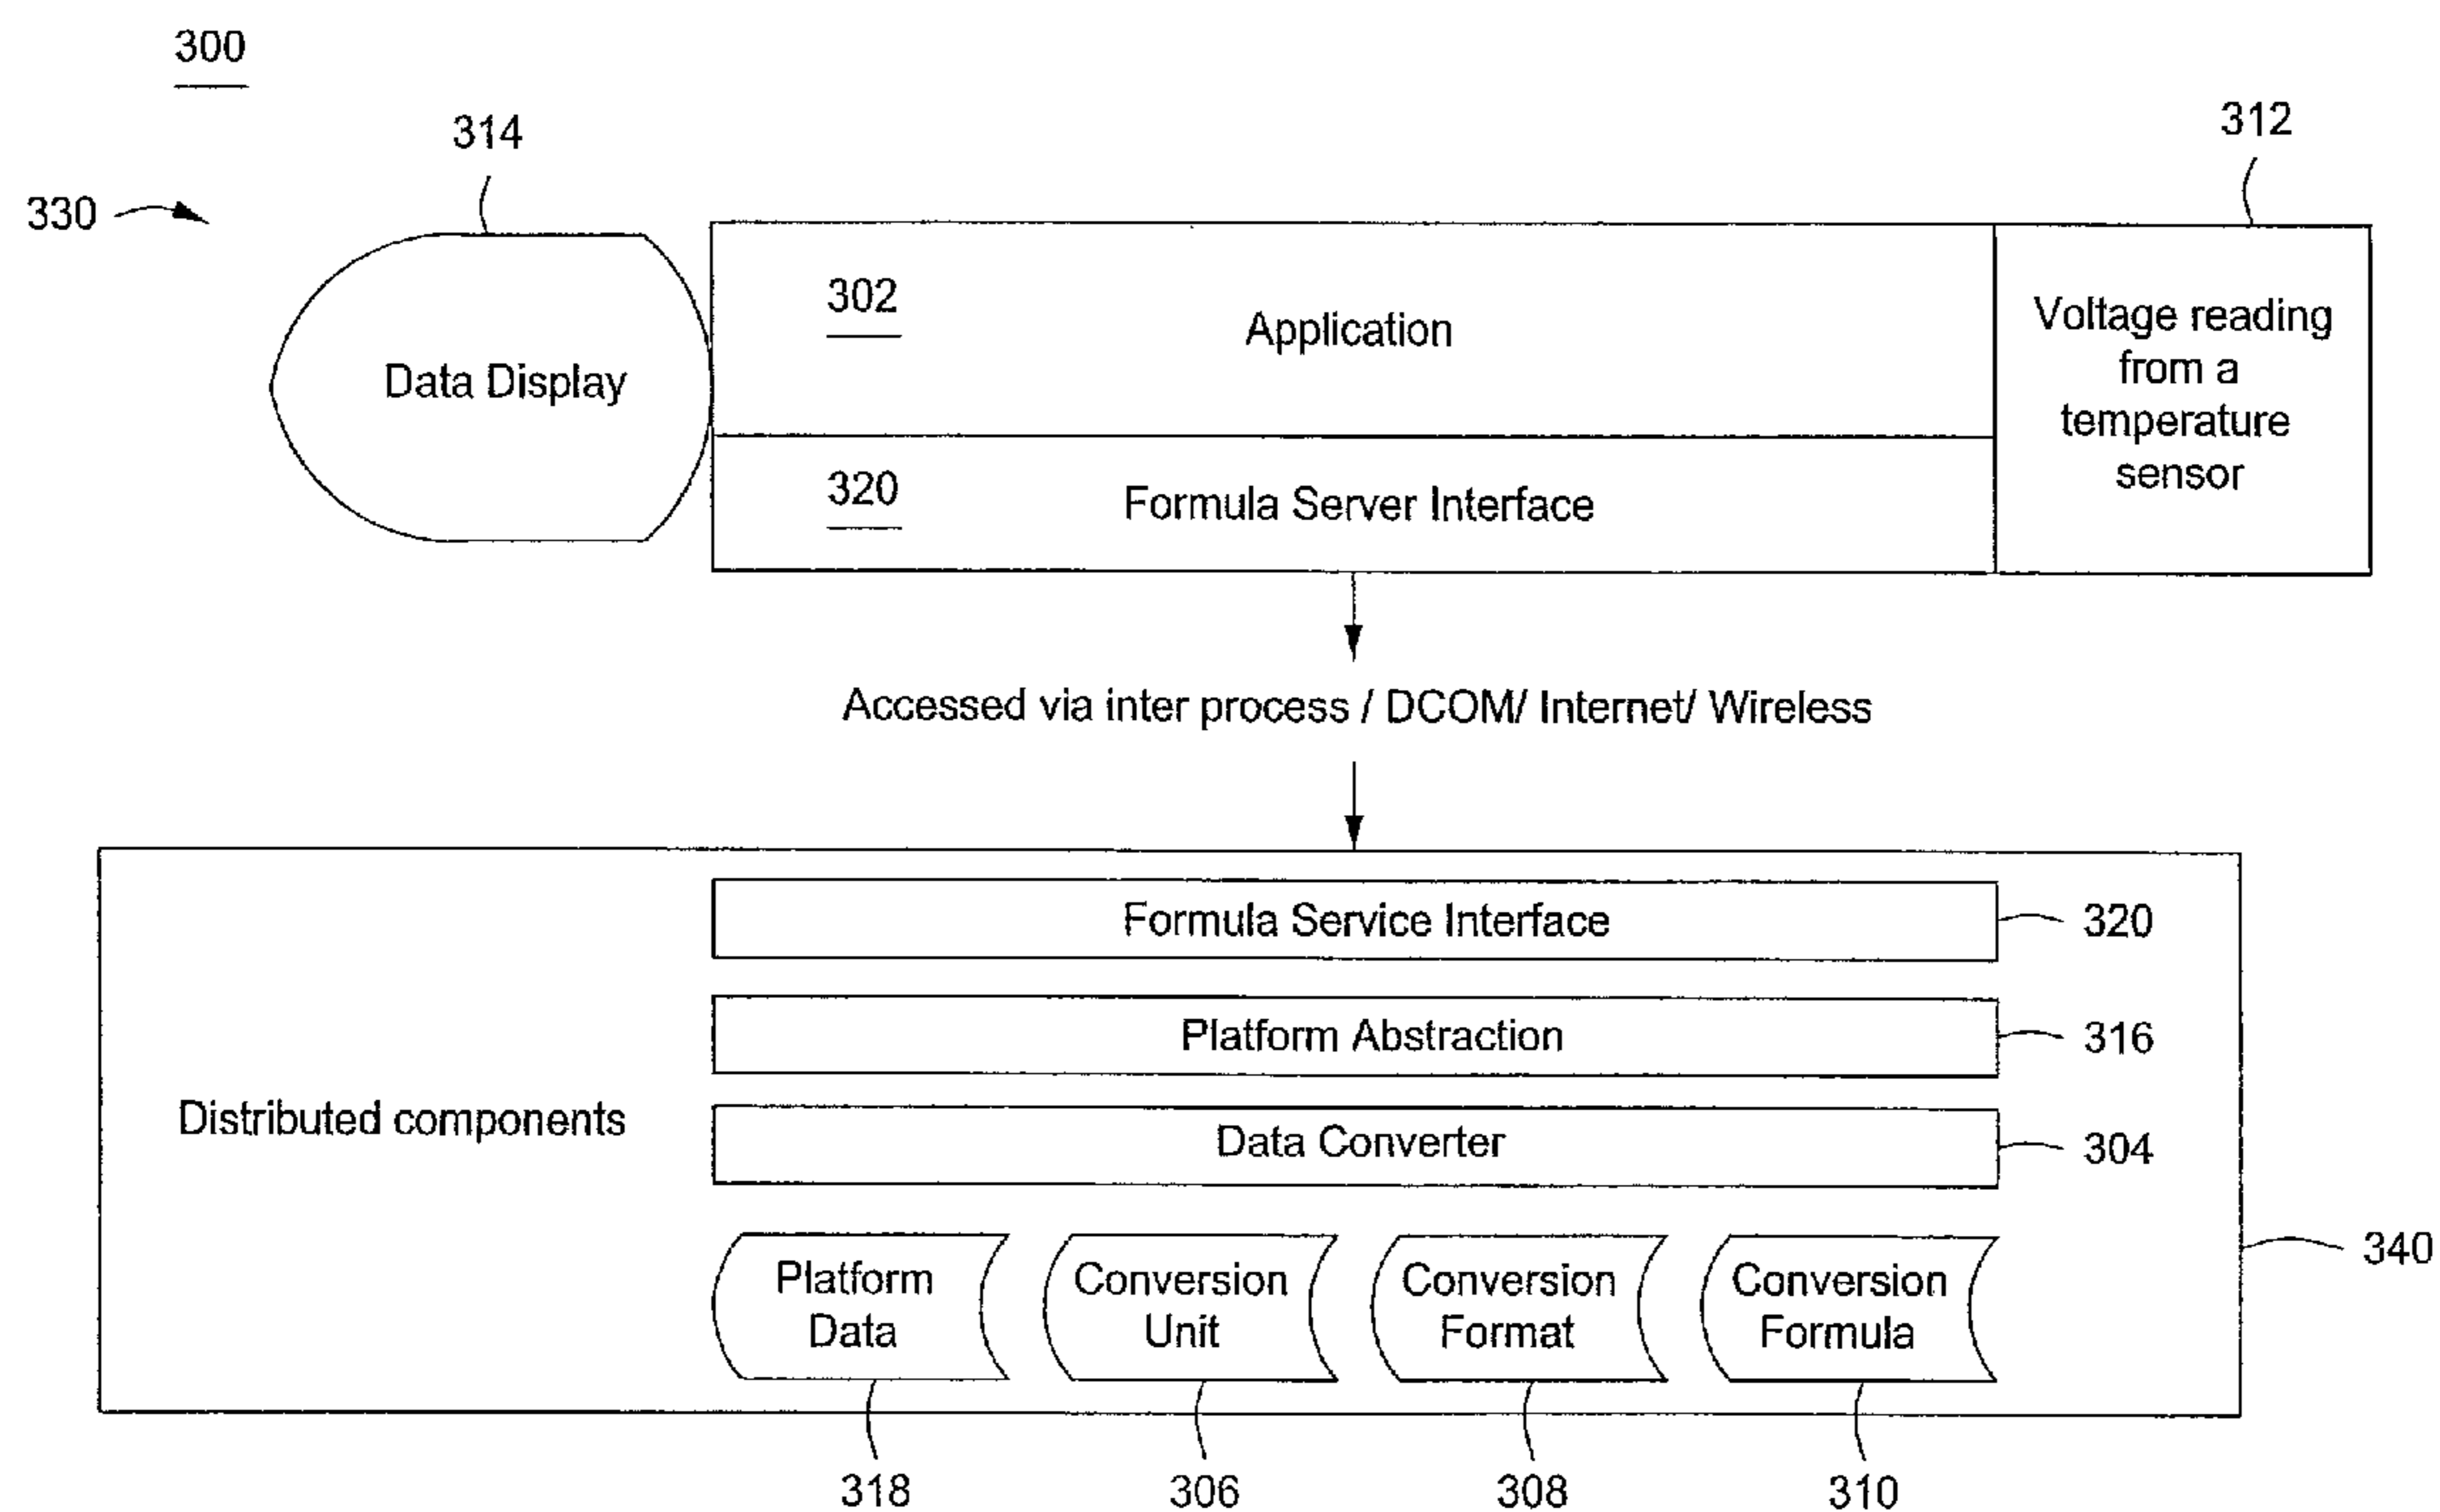 300
314
312
330
302
Application
Data Display
320
Formula Server Interface
Voltage reading
from a
temperature
sensor
Accessed via inter process / DCOM/ Internet/ Wireless
Formula Service Interface
320
Platform Abstraction
316
Distributed components
Data Converter
304
340
Platform
Data
Conversion
Unit
Conversion
Format
Conversion
Formula
318
306
308
310